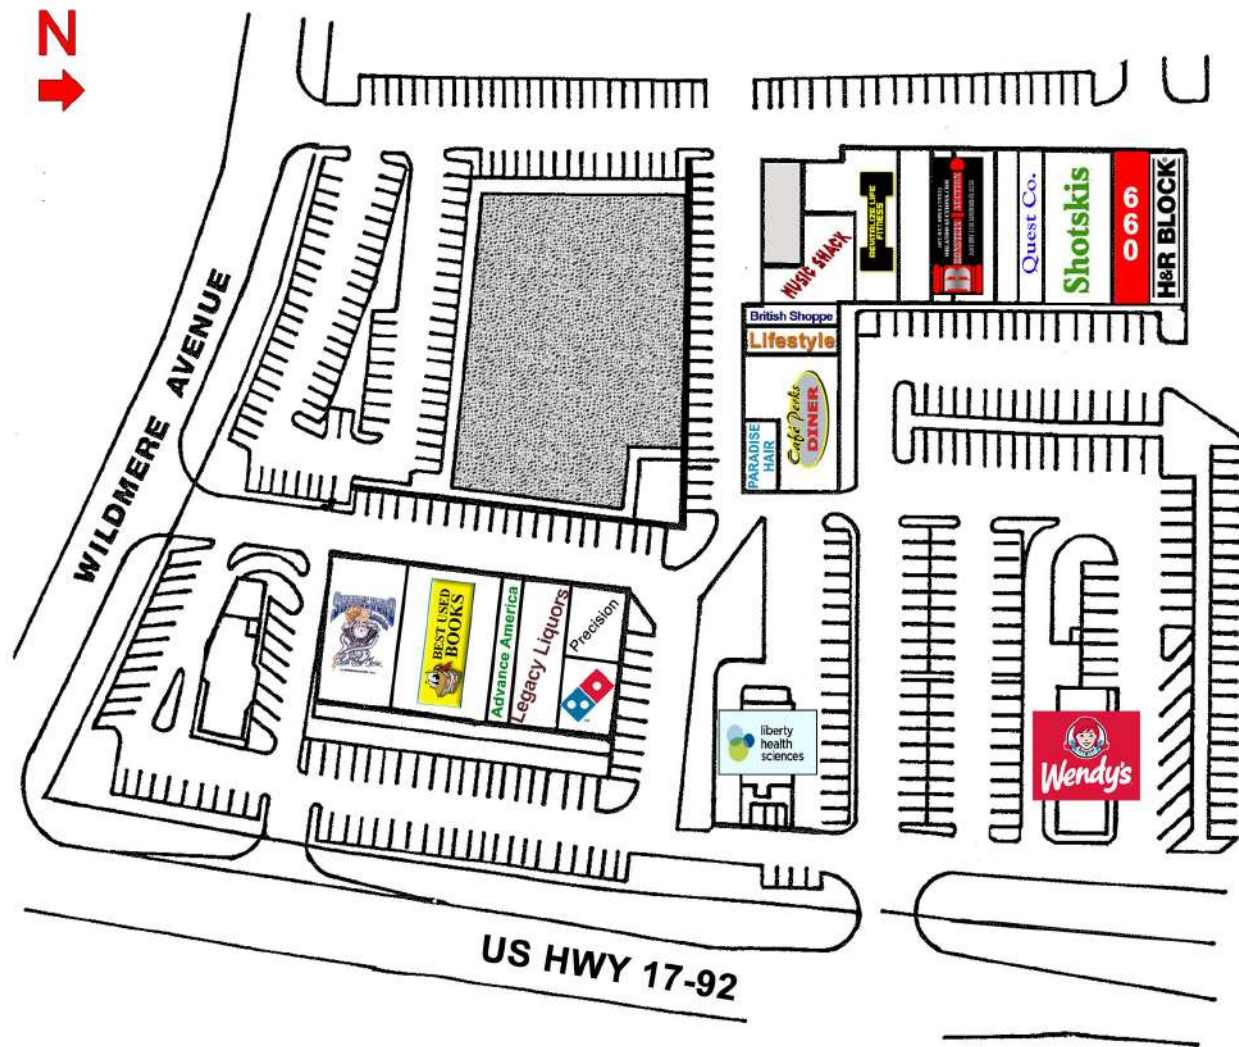 N
WILDMERE AVENUE
MUSIC SHACK
REVITALIZE LIFE
FITNESS
AUCTION
Quest Co.
Shotskis
660
H&R BLOCK
British Shoppe
Lifestyle
Café Perks
DINER
PARADISE
HAIR
BEST USED
BOOKS
Advance America
Legacy Liquors
Precision
liberty
health
sciences
Wendy's
US HWY 17-92